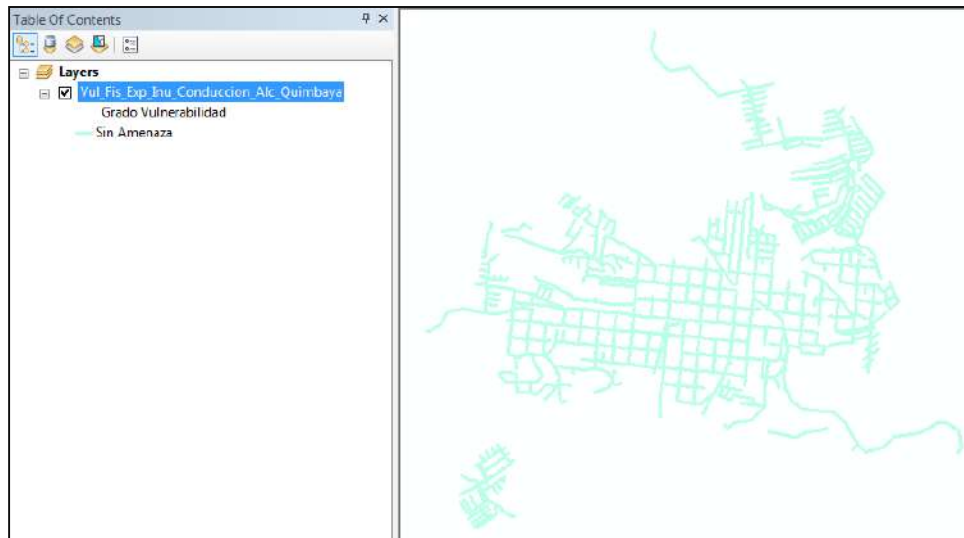 Table Of Contents
Layers
Vul_Fis_Exp_Inu_Conduccion_Alc_Quimbaya
Grado Vulnerabilidad
Sin Amenaza